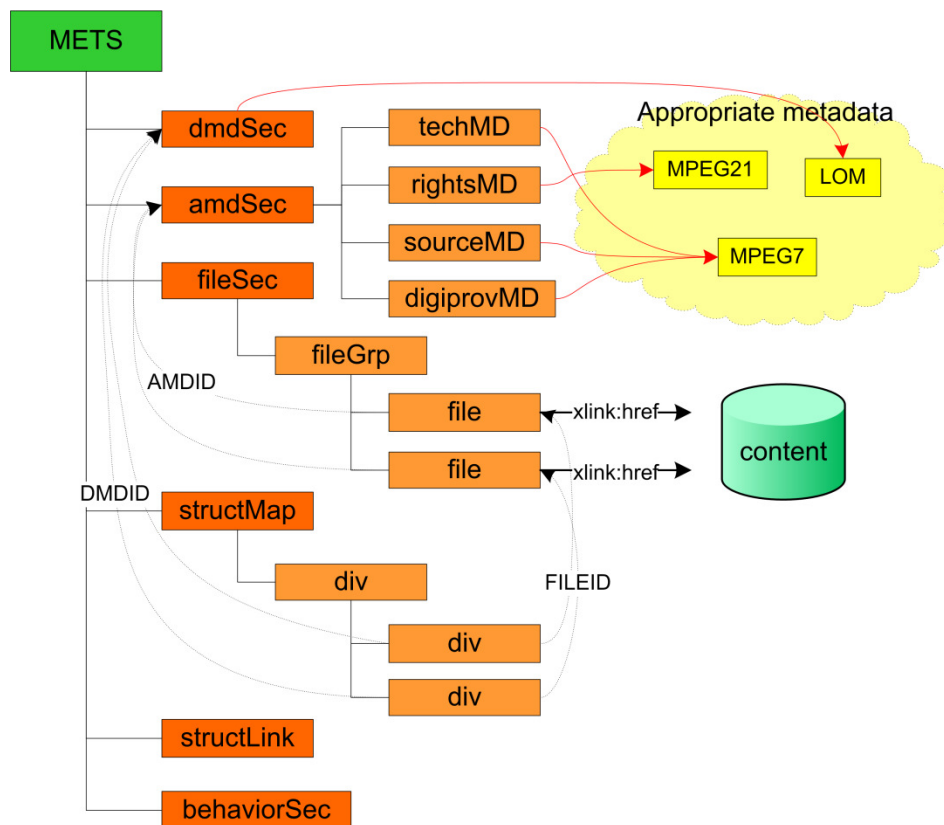 METS
dmdSec
techMD
Appropriate metadata
MPEG21
LOM
rightsMD
amdSec
sourceMD
MPEG7
fileSec
digiprovMD
fileGrp
AMDID
file
xlink:href
content
file
xlink:href
DMDID
structMap
div
FILEID
div
div
structLink
behaviorSec